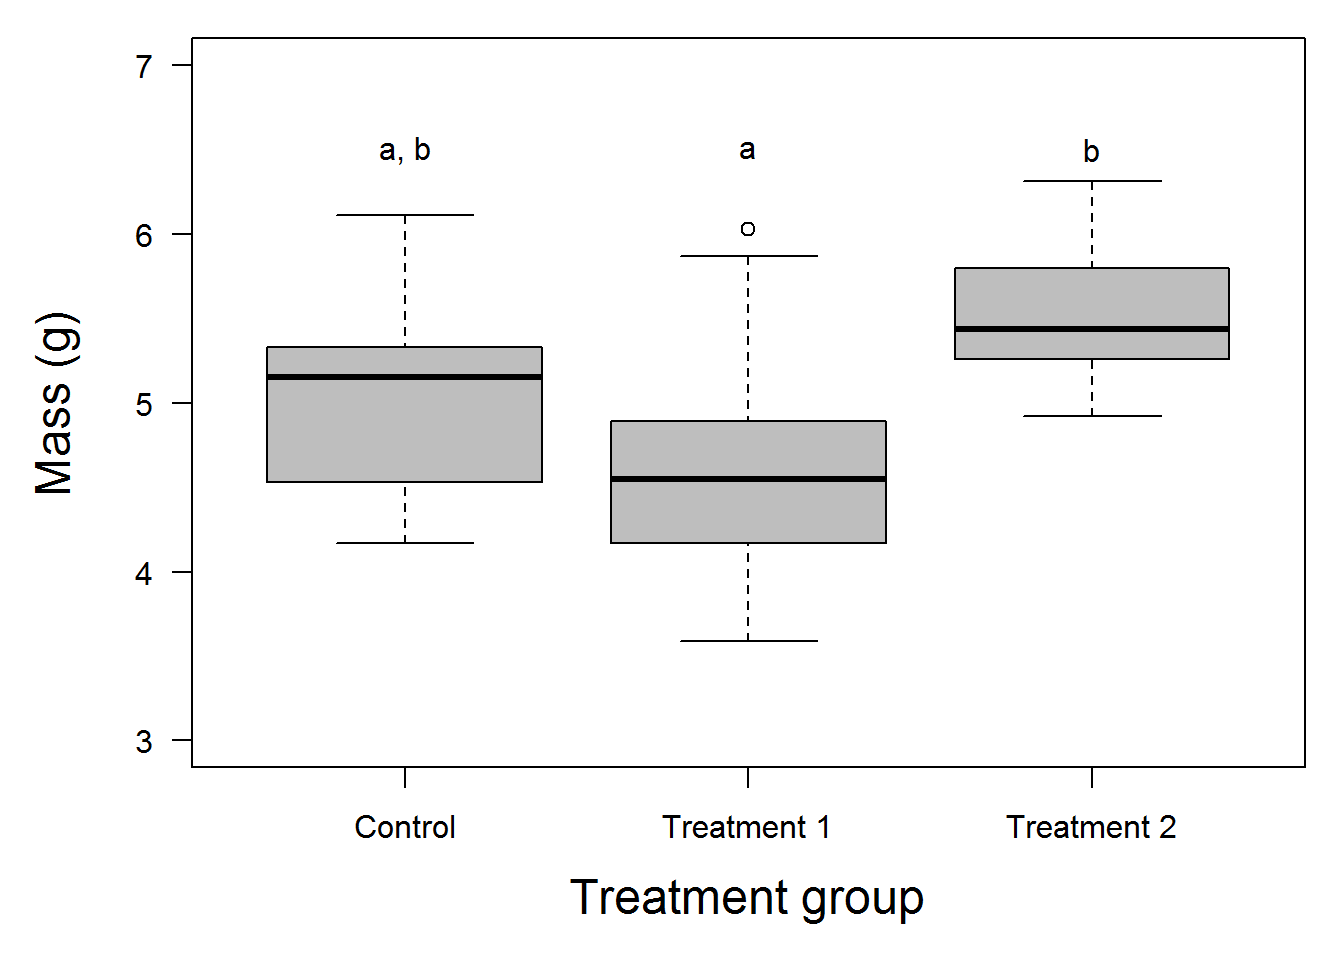 7
a, b
a
b
6
5
4
3
Mass (g)
Control
Treatment 1
Treatment 2
Treatment group